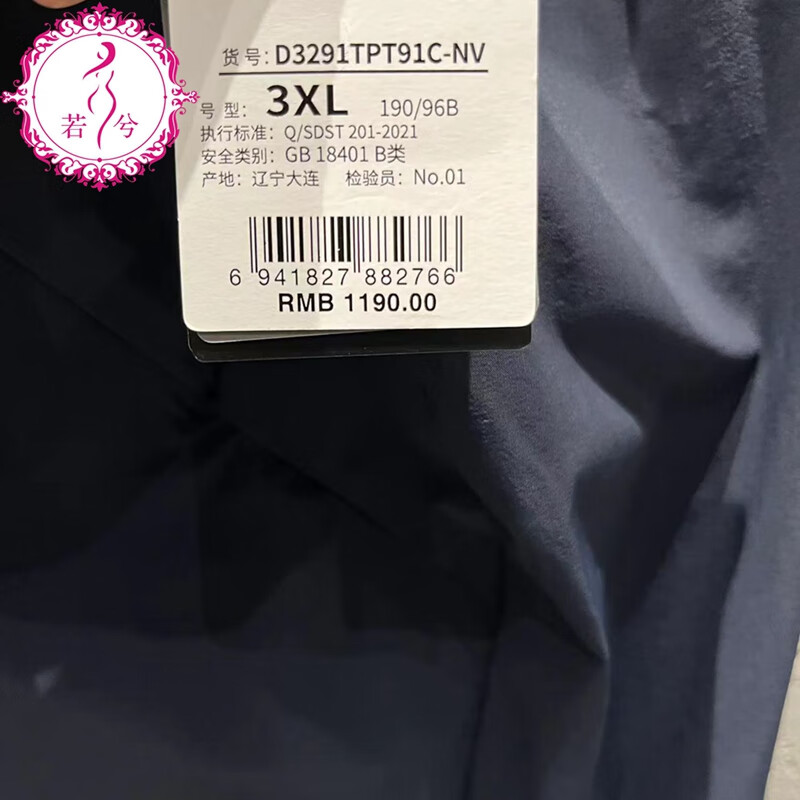 若兮
货号: D3291TPT91C-NV
号 型: 3XL 190/96B
执行标准: Q/SDST 201-2021
安全类别: GB 18401 B类
产地: 辽宁大连 检验员: No.01
6 941827 882766
RMB 1190.00